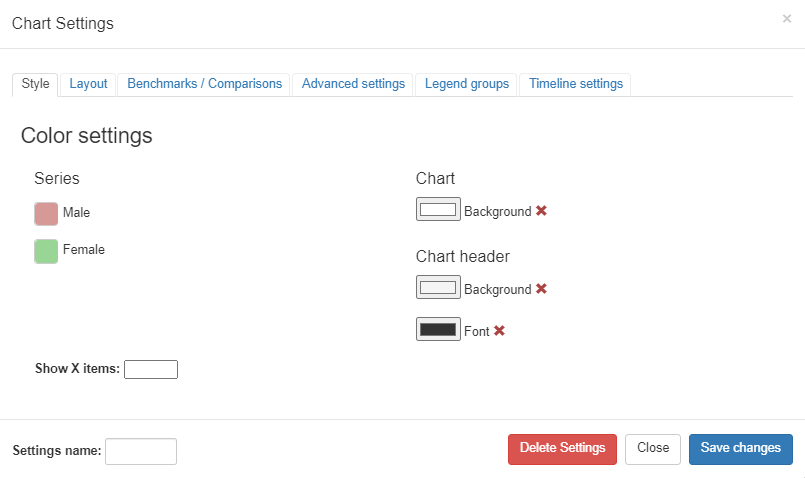 Chart Settings
×
Style Layout Benchmarks / Comparisons Advanced settings Legend groups Timeline settings
Color settings
Series
Male
Female
Chart
Background ✖
Chart header
Background ✖
Font ✖
Show X items:
Settings name:
Delete Settings Close Save changes